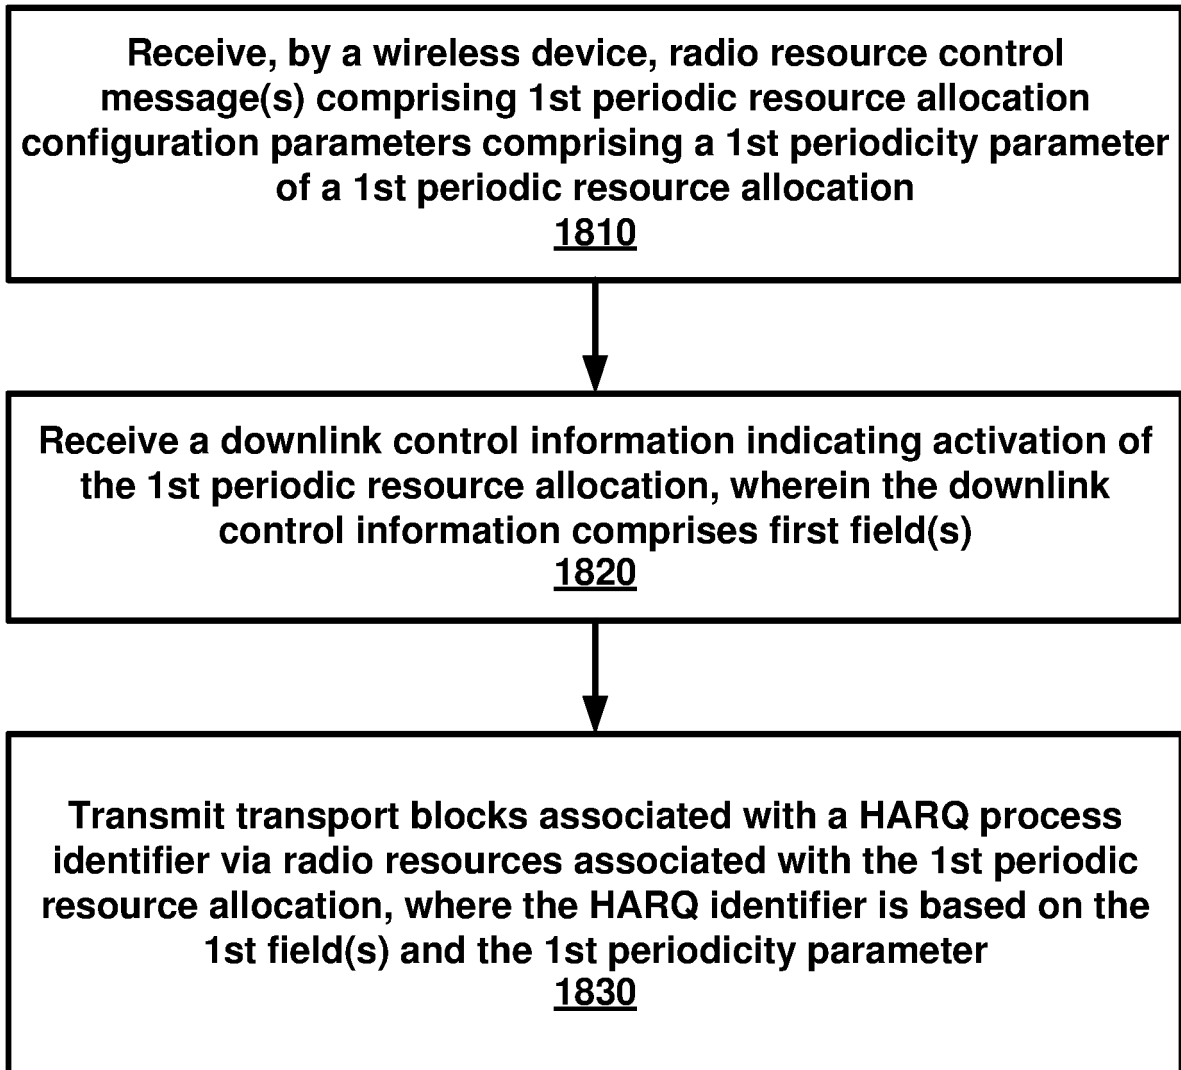 Receive, by a wireless device, radio resource control
message(s) comprising 1st periodic resource allocation
configuration parameters comprising a 1st periodicity parameter
of a 1st periodic resource allocation
1810
Receive a downlink control information indicating activation of
the 1st periodic resource allocation, wherein the downlink
control information comprises first field(s)
1820
Transmit transport blocks associated with a HARQ process
identifier via radio resources associated with the 1st periodic
resource allocation, where the HARQ identifier is based on the
1st field(s) and the 1st periodicity parameter
1830